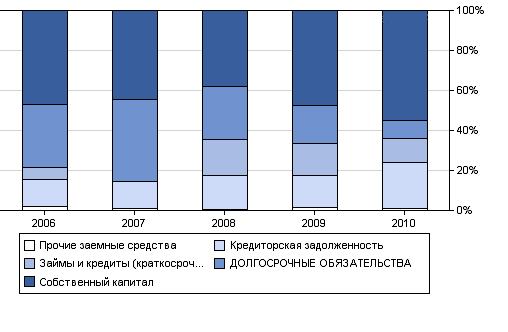 100%
80%
60%
40%
20%
0%
2006 2007 2008 2009 2010
Прочие заемные средства Кредиторская задолженность
Займы и кредиты (краткосроч... ДОЛГОСРОЧНЫЕ ОБЯЗАТЕЛЬСТВА
Собственный капитал